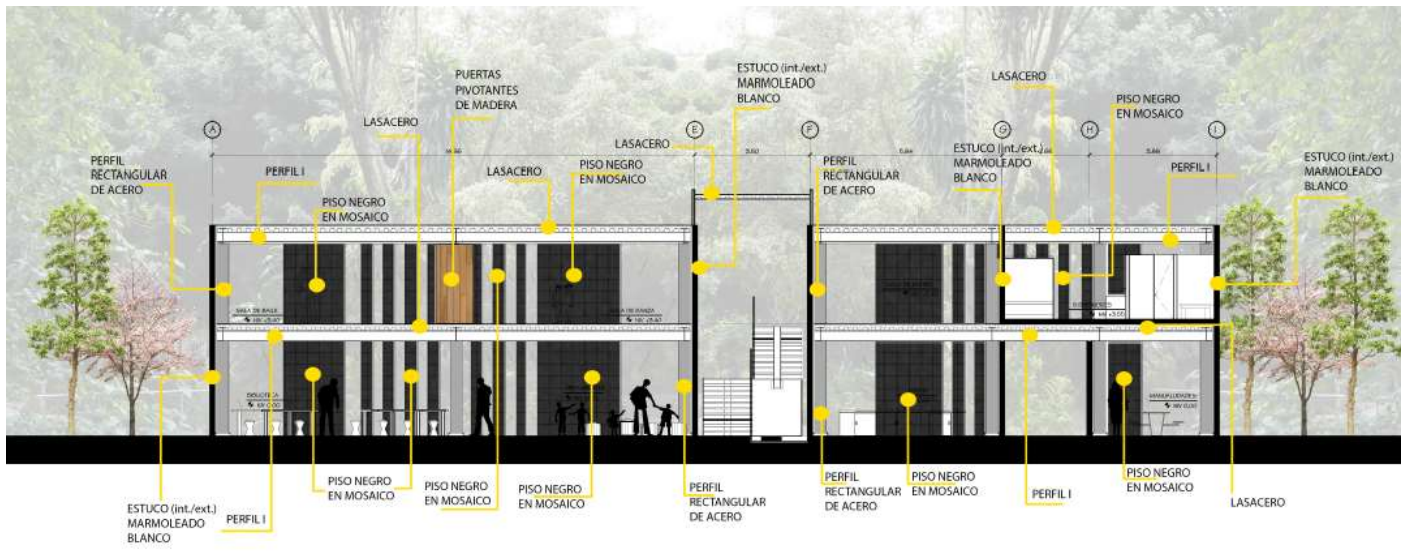 PUERTAS
PIVOTANTES
DE MADERA
ESTUCO (int./ext.)
MARMOLEADO
BLANCO
LASACERO
PISO NEGRO
EN MOSAICO
LASACERO
A
E
F
G
H
I
LASACERO
3.50
PERFIL
RECTANGULAR
DE ACERO
PERFIL I
LASACERO
PISO NEGRO
EN MOSAICO
PERFIL
RECTANGULAR
DE ACERO
ESTUCO (int./ext.)
MARMOLEADO
BLANCO
PERFIL I
ESTUCO (int./ext.)
MARMOLEADO
BLANCO
PISO NEGRO
EN MOSAICO
BIBLIOTECA
MANUALIDADES
PISO NEGRO
EN MOSAICO
PISO NEGRO
EN MOSAICO
PISO NEGRO
EN MOSAICO
PERFIL
RECTANGULAR
DE ACERO
PERFIL
RECTANGULAR
DE ACERO
PISO NEGRO
EN MOSAICO
PERFIL I
PISO NEGRO
EN MOSAICO
LASACERO
ESTUCO (int./ext.)
MARMOLEADO
BLANCO
PERFIL I